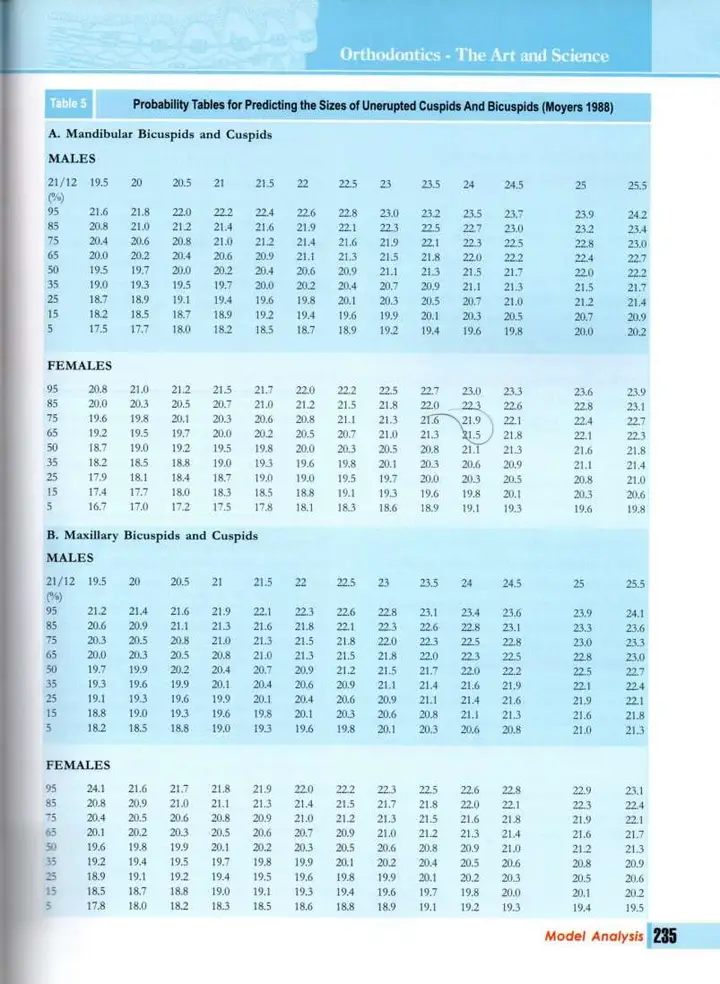 Orthodontics - The Art and Science
Table 5 Probability Tables for Predicting the Sizes of Unerupted Cuspids And Bicuspids (Moyers 1988)
A. Mandibular Bicuspids and Cuspids
MALES
21/12 19.5 20 20.5 21 21.5 22 22.5 23 23.5 24 24.5 25 25.5
(%)
95 21.6 21.8 22.0 22.2 22.4 22.6 22.8 23.0 23.2 23.5 23.7 23.9 24.2
85 20.8 21.0 21.2 21.4 21.6 21.9 22.1 22.3 22.5 22.7 23.0 23.2 23.4
75 20.4 20.6 20.8 21.0 21.2 21.4 21.6 21.9 22.1 22.3 22.5 22.8 23.0
65 20.0 20.2 20.4 20.6 20.9 21.1 21.3 21.5 21.8 22.0 22.2 22.4 22.7
50 19.5 19.7 20.0 20.2 20.4 20.6 20.9 21.1 21.3 21.5 21.7 22.0 22.2
35 19.0 19.3 19.5 19.7 20.0 20.2 20.4 20.7 20.9 21.1 21.3 21.5 21.7
25 18.7 18.9 19.1 19.4 19.6 19.8 20.1 20.3 20.5 20.7 21.0 21.2 21.4
15 18.2 18.5 18.7 18.9 19.2 19.4 19.6 19.9 20.1 20.3 20.5 20.7 20.9
5 17.5 17.7 18.0 18.2 18.5 18.7 18.9 19.2 19.4 19.6 19.8 20.0 20.2
FEMALES
95 20.8 21.0 21.2 21.5 21.7 22.0 22.2 22.5 22.7 23.0 23.3 23.6 23.9
85 20.0 20.3 20.5 20.7 21.0 21.2 21.5 21.8 22.0 22.3 22.6 22.8 23.1
75 19.6 19.8 20.1 20.3 20.6 20.8 21.1 21.3 21.6 21.9 22.1 22.4 22.7
65 19.2 19.5 19.7 20.0 20.2 20.5 20.7 21.0 21.3 21.5 21.8 22.1 22.3
50 18.7 19.0 19.2 19.5 19.8 20.0 20.3 20.5 20.8 21.1 21.3 21.6 21.8
35 18.2 18.5 18.8 19.0 19.3 19.6 19.8 20.1 20.3 20.6 20.9 21.1 21.4
25 17.9 18.1 18.4 18.7 19.0 19.0 19.5 19.7 20.0 20.3 20.5 20.8 21.0
15 17.4 17.7 18.0 18.3 18.5 18.8 19.1 19.3 19.6 19.8 20.1 20.3 20.6
5 16.7 17.0 17.2 17.5 17.8 18.1 18.3 18.6 18.9 19.1 19.3 19.6 19.8
B. Maxillary Bicuspids and Cuspids
MALES
21/12 19.5 20 20.5 21 21.5 22 22.5 23 23.5 24 24.5 25 25.5
(%)
95 21.2 21.4 21.6 21.9 22.1 22.3 22.6 22.8 23.1 23.4 23.6 23.9 24.1
85 20.6 20.9 21.1 21.3 21.6 21.8 22.1 22.3 22.6 22.8 23.1 23.3 23.6
75 20.3 20.5 20.8 21.0 21.3 21.5 21.8 22.0 22.3 22.5 22.8 23.0 23.3
65 20.0 20.3 20.5 20.8 21.0 21.3 21.5 21.8 22.0 22.3 22.5 22.8 23.0
50 19.7 19.9 20.2 20.4 20.7 20.9 21.2 21.5 21.7 22.0 22.2 22.5 22.7
35 19.3 19.6 19.9 20.1 20.4 20.6 20.9 21.1 21.4 21.6 21.9 22.1 22.4
25 19.1 19.3 19.6 19.9 20.1 20.4 20.6 20.9 21.1 21.4 21.6 21.9 22.1
15 18.8 19.0 19.3 19.6 19.8 20.1 20.3 20.6 20.8 21.1 21.3 21.6 21.8
5 18.2 18.5 18.8 19.0 19.3 19.6 19.8 20.1 20.3 20.6 20.8 21.0 21.3
FEMALES
95 24.1 21.6 21.7 21.8 21.9 22.0 22.2 22.3 22.5 22.6 22.8 22.9 23.1
85 20.8 20.9 21.0 21.1 21.3 21.4 21.5 21.7 21.8 22.0 22.1 22.3 22.4
75 20.4 20.5 20.6 20.8 20.9 21.0 21.2 21.3 21.5 21.6 21.8 21.9 22.1
65 20.1 20.2 20.3 20.5 20.6 20.7 20.9 21.0 21.2 21.3 21.4 21.6 21.7
50 19.6 19.8 19.9 20.1 20.2 20.3 20.5 20.6 20.8 20.9 21.0 21.2 21.3
35 19.2 19.4 19.5 19.7 19.8 19.9 20.1 20.2 20.4 20.5 20.6 20.8 20.9
25 18.9 19.1 19.2 19.4 19.5 19.6 19.8 19.9 20.1 20.2 20.3 20.5 20.6
15 18.5 18.7 18.8 19.0 19.1 19.3 19.4 19.6 19.7 19.8 20.0 20.1 20.2
5 17.8 18.0 18.2 18.3 18.5 18.6 18.8 18.9 19.1 19.2 19.3 19.4 19.5
Model Analysis 235